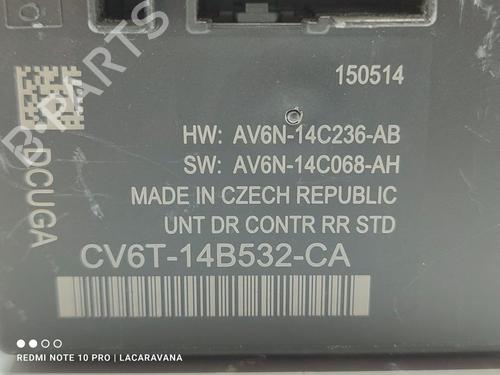 150514
HW: AV6N-14C236-AB
SW: AV6N-14C068-AH
MADE IN CZECH REPUBLIC
UNT DR CONTR RR STD
CV6T-14B532-CA
DCUGA
B-PARTS
REDMI NOTE 10 PRO | LACARAVANA